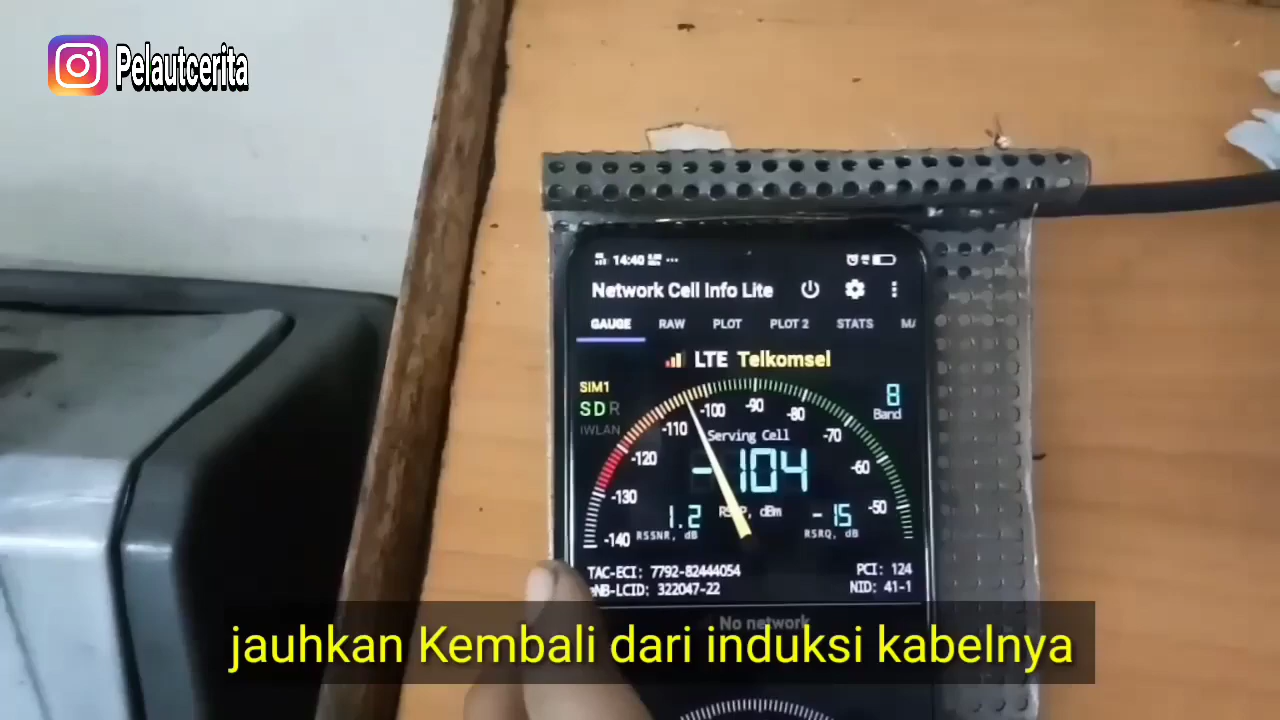 Pelautcerita
14:40
Network Cell Info Lite
GAUGE RAW PLOT PLOT 2 STATS MA
LTE Telkomsel
SIM1
SDR
IWLAN
8
Band
-140 -130 -120 -110 -100 -90 -80 -70 -60 -50
Serving Cell
-104
RSRP, dBm
1.2
RSSNR, dB
-15
RSRQ, dB
TAC-ECI: 7792-82444054 PCI: 124
eNB-LCID: 322047-22 NID: 41-1
No network
jauhkan Kembali dari induksi kabelnya